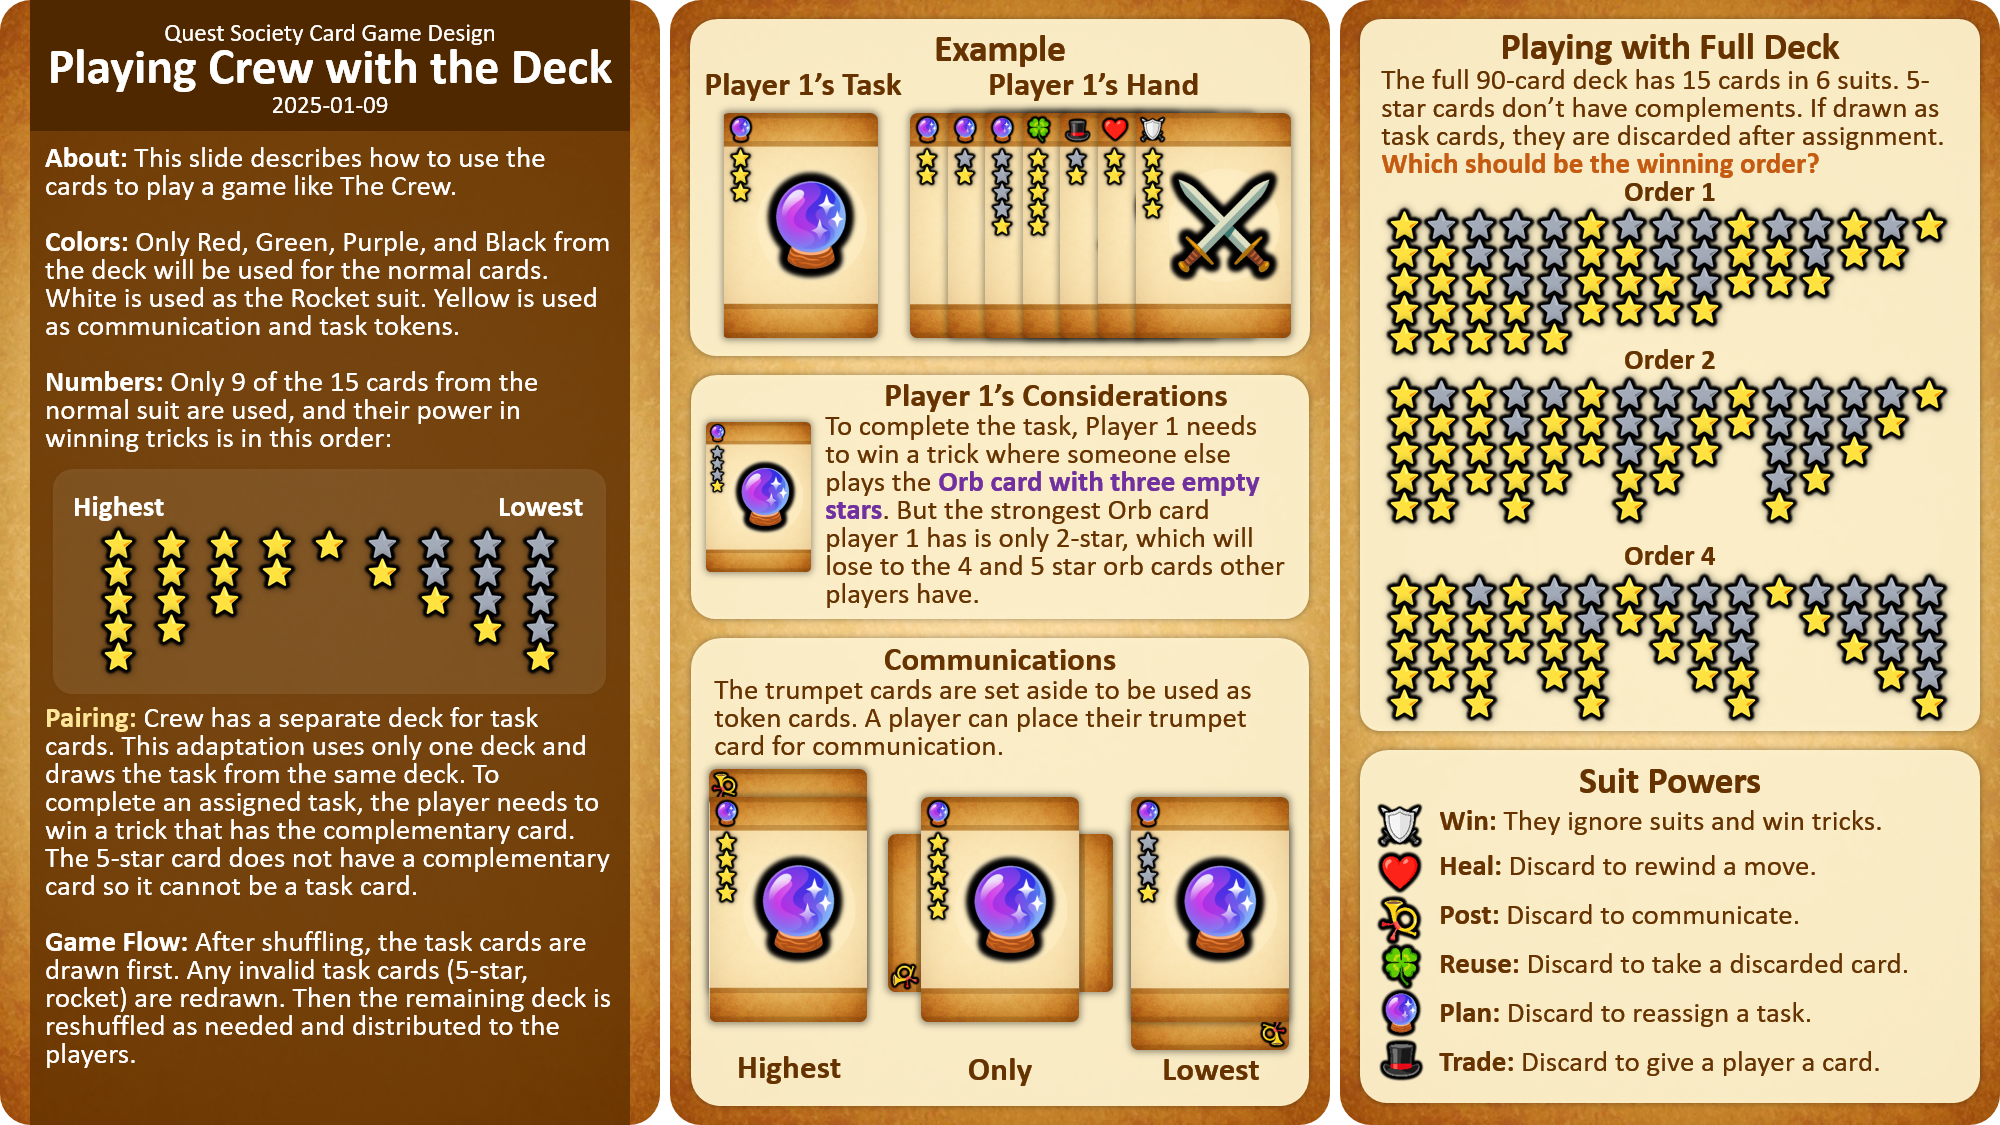 Quest Society Card Game Design
Playing Crew with the Deck
2025-01-09
About: This slide describes how to use the
cards to play a game like The Crew.
Colors: Only Red, Green, Purple, and Black from
the deck will be used for the normal cards.
White is used as the Rocket suit. Yellow is used
as communication and task tokens.
Numbers: Only 9 of the 15 cards from the
normal suit are used, and their power in
winning tricks is in this order:
Highest
Lowest
Pairing: Crew has a separate deck for task
cards. This adaptation uses only one deck and
draws the task from the same deck. To
complete an assigned task, the player needs to
win a trick that has the complementary card.
The 5-star card does not have a complementary
card so it cannot be a task card.
Game Flow: After shuffling, the task cards are
drawn first. Any invalid task cards (5-star,
rocket) are redrawn. Then the remaining deck is
reshuffled as needed and distributed to the
players.
Example
Player 1's Task
Player 1's Hand
Player 1's Considerations
To complete the task, Player 1 needs
to win a trick where someone else
plays the Orb card with three empty
stars. But the strongest Orb card
player 1 has is only 2-star, which will
lose to the 4 and 5 star orb cards other
players have.
Communications
The trumpet cards are set aside to be used as
token cards. A player can place their trumpet
card for communication.
Highest
Only
Lowest
Playing with Full Deck
The full 90-card deck has 15 cards in 6 suits. 5-
star cards don't have complements. If drawn as
task cards, they are discarded after assignment.
Which should be the winning order?
Order 1
Order 2
Order 4
Suit Powers
Win: They ignore suits and win tricks.
Heal: Discard to rewind a move.
Post: Discard to communicate.
Reuse: Discard to take a discarded card.
Plan: Discard to reassign a task.
Trade: Discard to give a player a card.